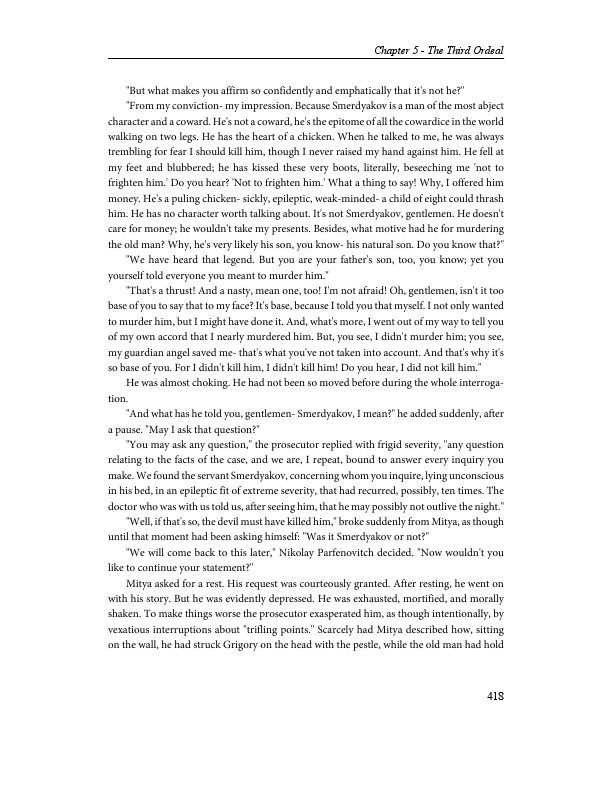 Chapter 5 - The Third Ordeal
"But what makes you affirm so confidently and emphatically that it's not he?"
"From my conviction- my impression. Because Smerdyakov is a man of the most abject
character and a coward. He's not a coward, he's the epitome of all the cowardice in the world
walking on two legs. He has the heart of a chicken. When he talked to me, he was always
trembling for fear I should kill him, though I never raised my hand against him. He fell at
my feet and blubbered; he has kissed these very boots, literally, beseeching me 'not to
frighten him.' Do you hear? 'Not to frighten him.' What a thing to say! Why, I offered him
money. He's a puling chicken- sickly, epileptic, weak-minded- a child of eight could thrash
him. He has no character worth talking about. It's not Smerdyakov, gentlemen. He doesn't
care for money; he wouldn't take my presents. Besides, what motive had he for murdering
the old man? Why, he's very likely his son, you know- his natural son. Do you know that?"
"We have heard that legend. But you are your father's son, too, you know; yet you
yourself told everyone you meant to murder him."
"That's a thrust! And a nasty, mean one, too! I'm not afraid! Oh, gentlemen, isn't it too
base of you to say that to my face? It's base, because I told you that myself. I not only wanted
to murder him, but I might have done it. And, what's more, I went out of my way to tell you
of my own accord that I nearly murdered him. But, you see, I didn't murder him; you see,
my guardian angel saved me- that's what you've not taken into account. And that's why it's
so base of you. For I didn't kill him, I didn't kill him! Do you hear, I did not kill him."
He was almost choking. He had not been so moved before during the whole interroga-
tion.
"And what has he told you, gentlemen- Smerdyakov, I mean?" he added suddenly, after
a pause. "May I ask that question?"
"You may ask any question," the prosecutor replied with frigid severity, "any question
relating to the facts of the case, and we are, I repeat, bound to answer every inquiry you
make. We found the servant Smerdyakov, concerning whom you inquire, lying unconscious
in his bed, in an epileptic fit of extreme severity, that had recurred, possibly, ten times. The
doctor who was with us told us, after seeing him, that he may possibly not outlive the night."
"Well, if that's so, the devil must have killed him," broke suddenly from Mitya, as though
until that moment had been asking himself: "Was it Smerdyakov or not?"
"We will come back to this later," Nikolay Parfenovitch decided. "Now wouldn't you
like to continue your statement?"
Mitya asked for a rest. His request was courteously granted. After resting, he went on
with his story. But he was evidently depressed. He was exhausted, mortified, and morally
shaken. To make things worse the prosecutor exasperated him, as though intentionally, by
vexatious interruptions about "trifling points." Scarcely had Mitya described how, sitting
on the wall, he had struck Grigory on the head with the pestle, while the old man had hold
418